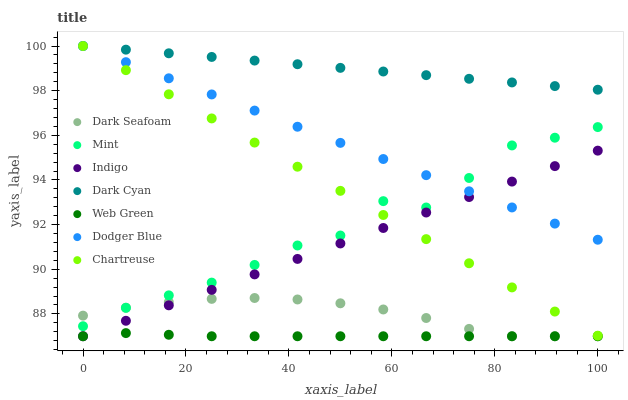 title
yaxis_label
100
98
96
94
92
90
88
Dark Seafoam
Mint
Indigo
Dark Cyan
Web Green
Dodger Blue
Chartreuse
0 20 40 60 80 100
xaxis_label